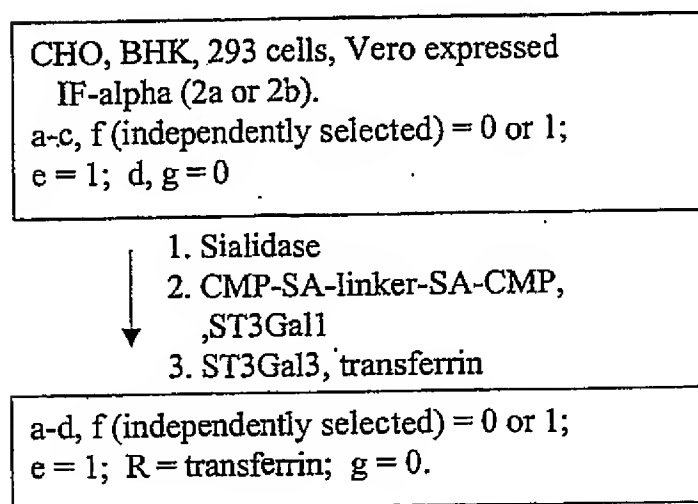 CHO, BHK, 293 cells, Vero expressed
IF-alpha (2a or 2b).
a-c, f (independently selected) = 0 or 1;
e = 1; d, g = 0
1. Sialidase
2. CMP-SA-linker-SA-CMP,
,ST3Gal1
3. ST3Gal3, transferrin
a-d, f (independently selected) = 0 or 1;
e = 1; R = transferrin; g = 0.